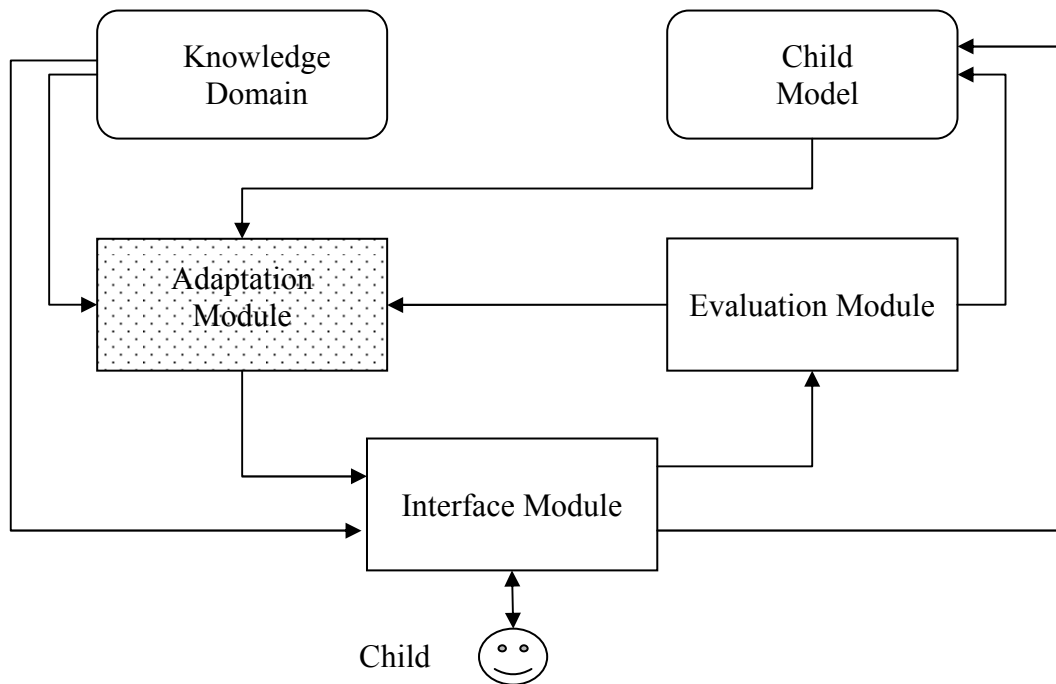 Knowledge
Domain
Child
Model
Adaptation
Module
Evaluation Module
Interface Module
Child